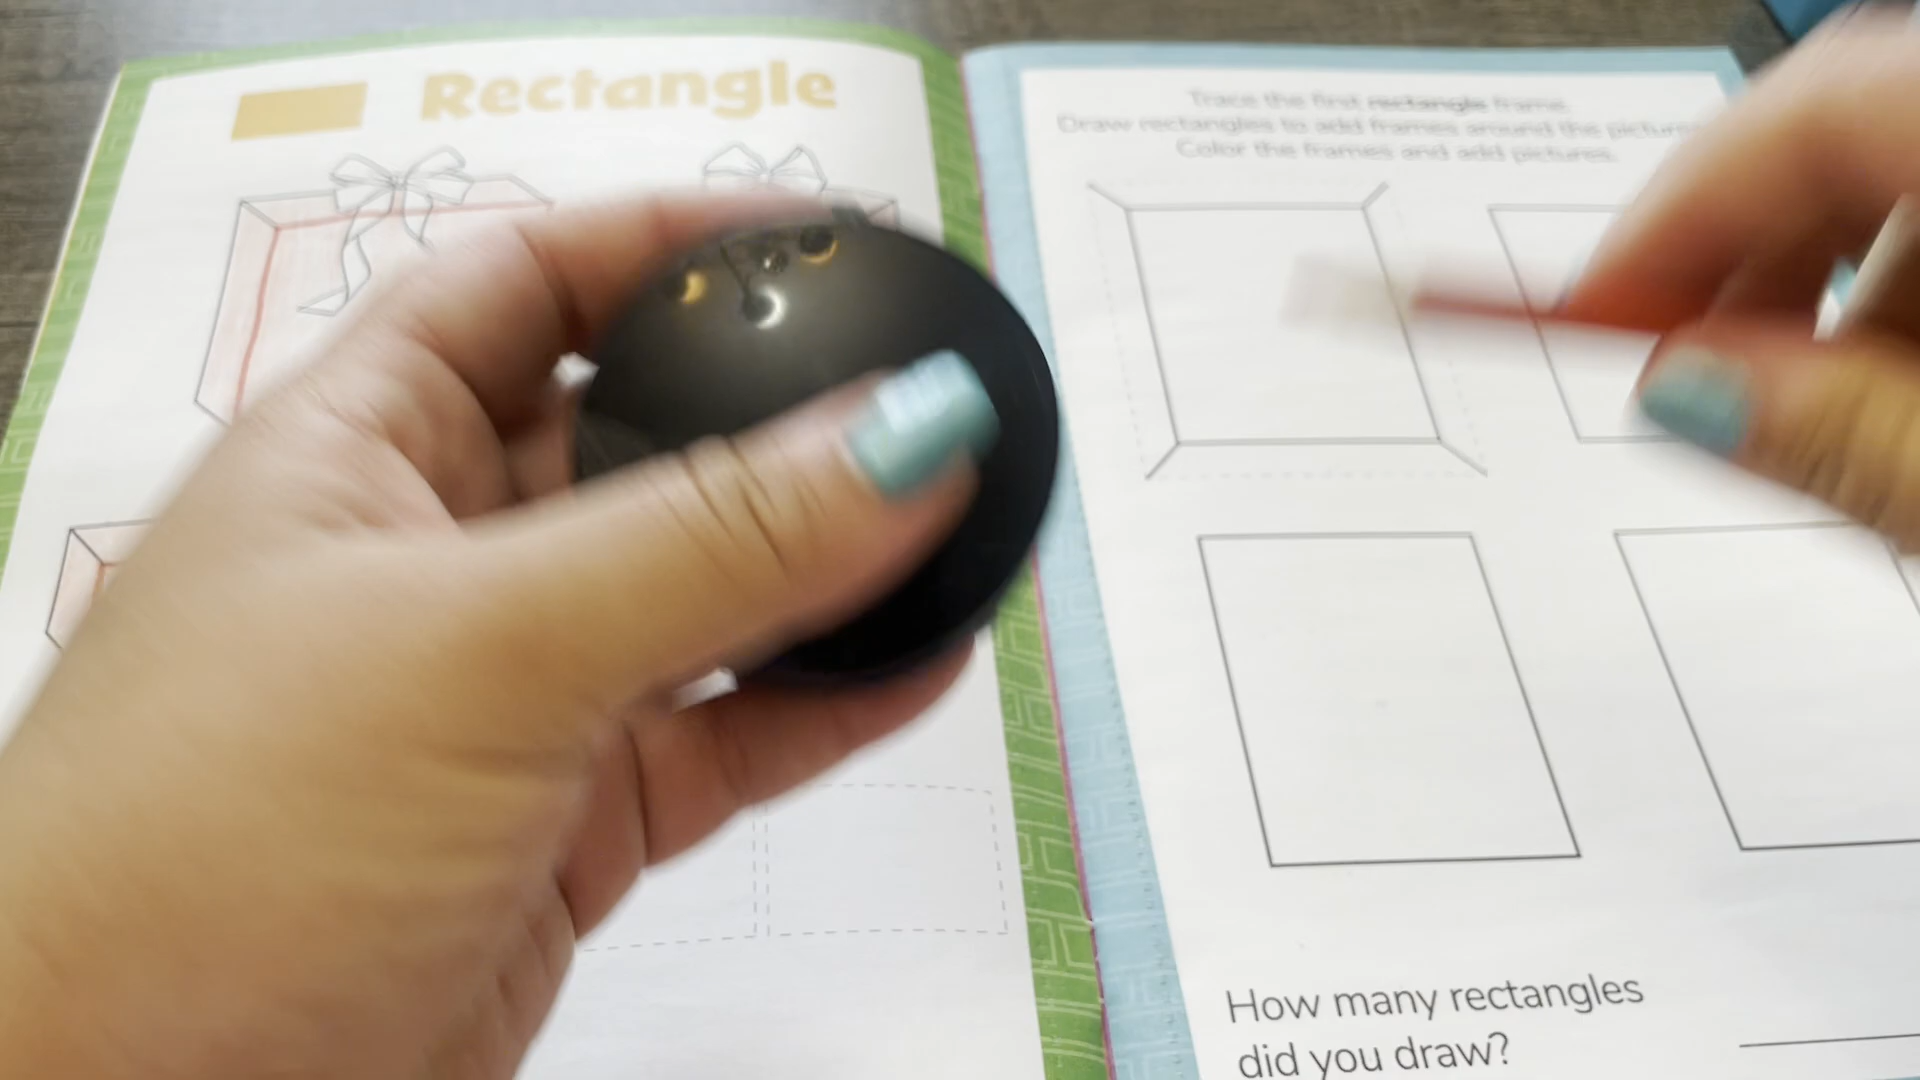 Rectangle
Trace the first rectangle frame.
Draw rectangles to add frames around the pictures
Color the frames and add pictures.
How many rectangles
did you draw?